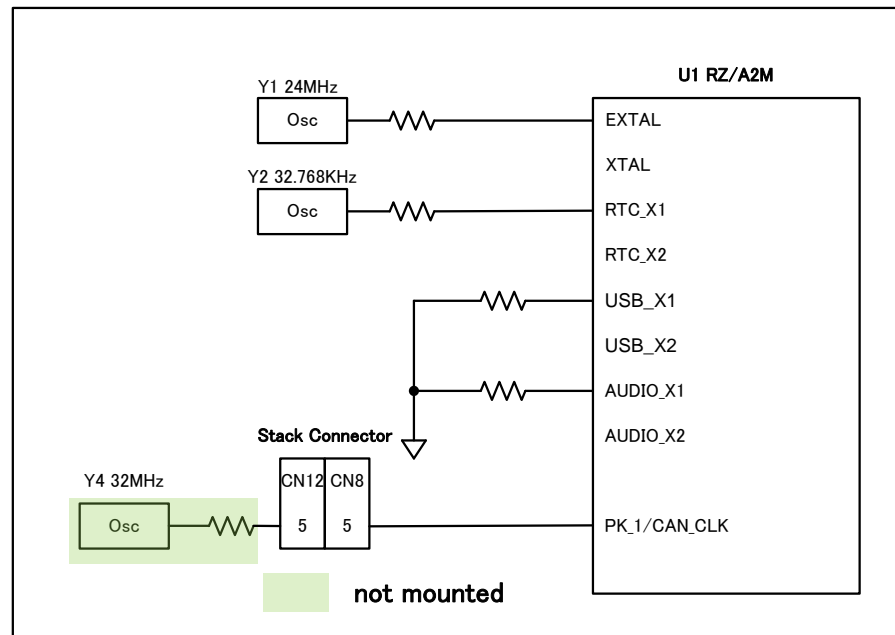 U1 RZ/A2M
Y1 24MHz
Osc
EXTAL
XTAL
Y2 32.768KHz
Osc
RTC_X1
RTC_X2
USB_X1
USB_X2
AUDIO_X1
AUDIO_X2
Stack Connector
CN12 CN8
Y4 32MHz
Osc
5 5
PK_1/CAN_CLK
not mounted